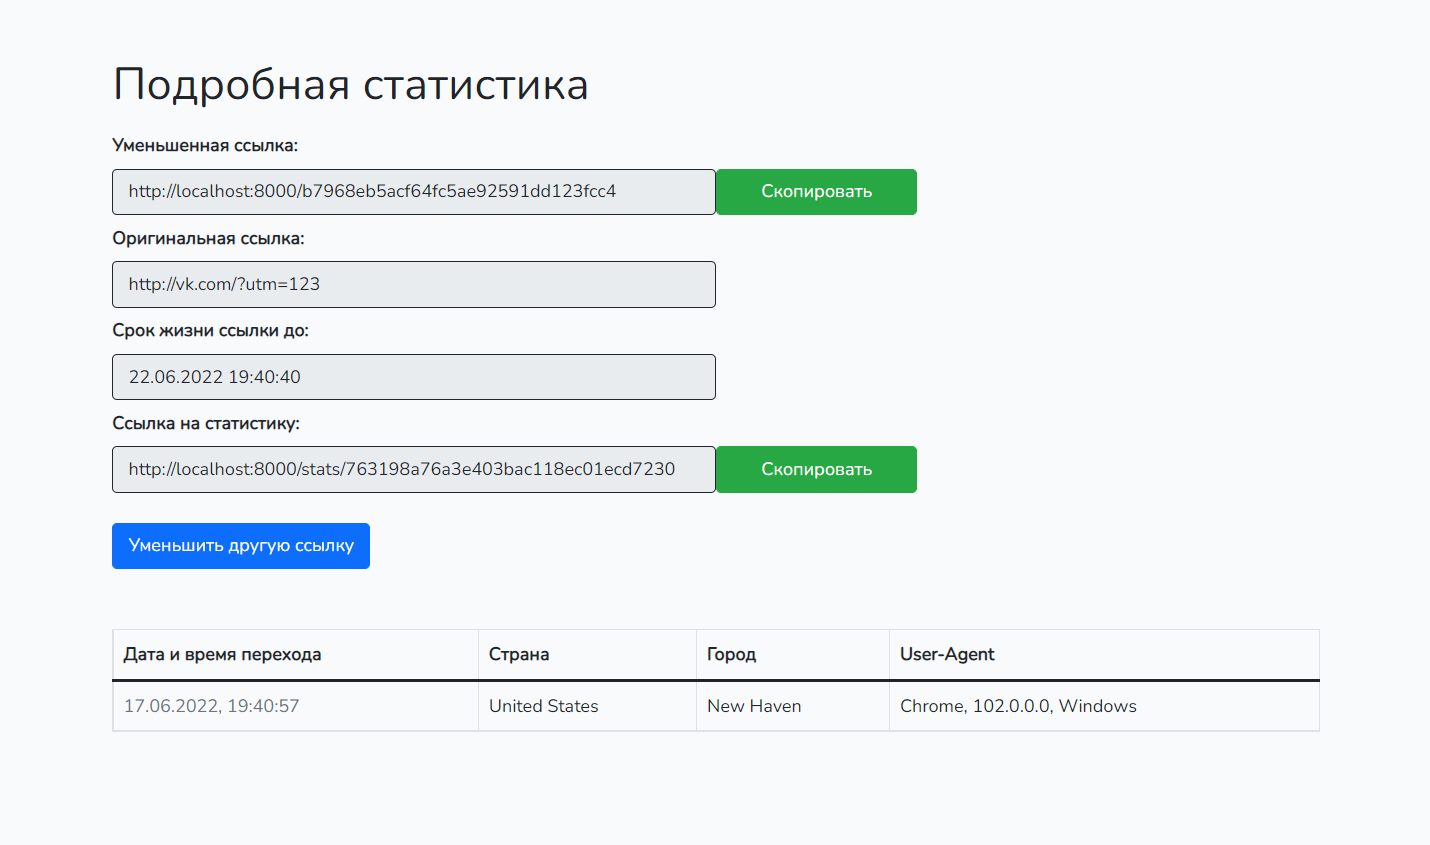 Подробная статистика
Уменьшенная ссылка:
http://localhost:8000/b7968eb5acf64fc5ae92591dd123fcc4 Скопировать
Оригинальная ссылка:
http://vk.com/?utm=123
Срок жизни ссылки до:
22.06.2022 19:40:40
Ссылка на статистику:
http://localhost:8000/stats/763198a76a3e403bac118ec01ecd7230 Скопировать
Уменьшить другую ссылку
Дата и время перехода Страна Город User-Agent
17.06.2022, 19:40:57 United States New Haven Chrome, 102.0.0.0, Windows